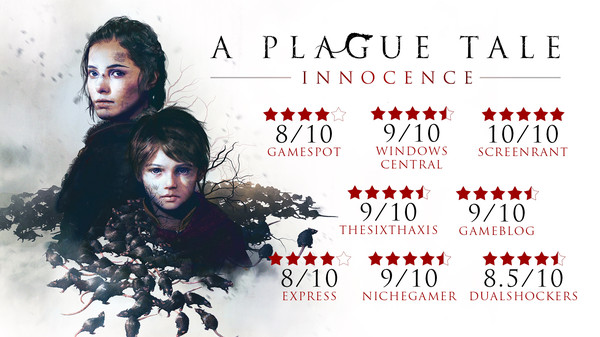 A PLAGUE TALE
INNOCENCE
8/10
GAMESPOT
9/10
WINDOWS
CENTRAL
10/10
SCREENRANT
9/10
THESIXTHAXIS
9/10
GAMEBLOG
8/10
EXPRESS
9/10
NICHEGAMER
8.5/10
DUALSHOCKERS